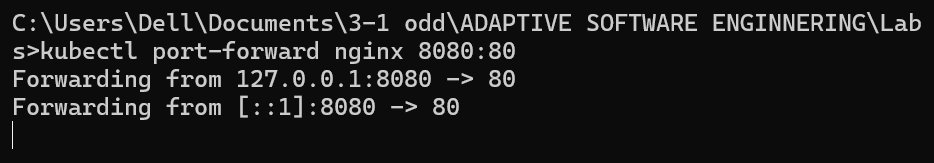 C:\Users\Dell\Documents\3-1 odd\ADAPTIVE SOFTWARE ENGINNERING\Lab
s>kubectl port-forward nginx 8080:80
Forwarding from 127.0.0.1:8080 -> 80
Forwarding from [::1]:8080 -> 80